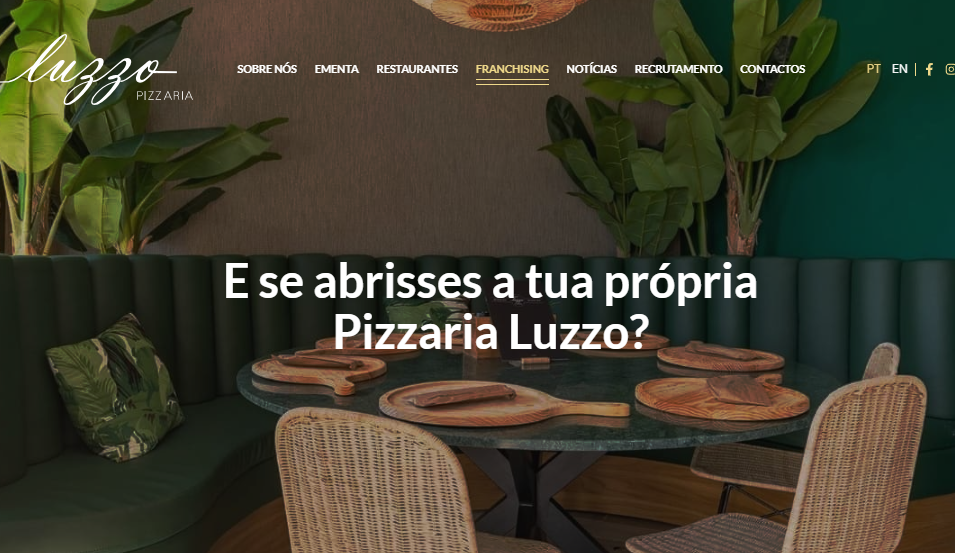 luzzo
PIZZARIA
SOBRE NÓS EMENTA RESTAURANTES FRANCHISING NOTÍCIAS RECRUTAMENTO CONTACTOS PT EN |
E se abrisses a tua própria
Pizzaria Luzzo?